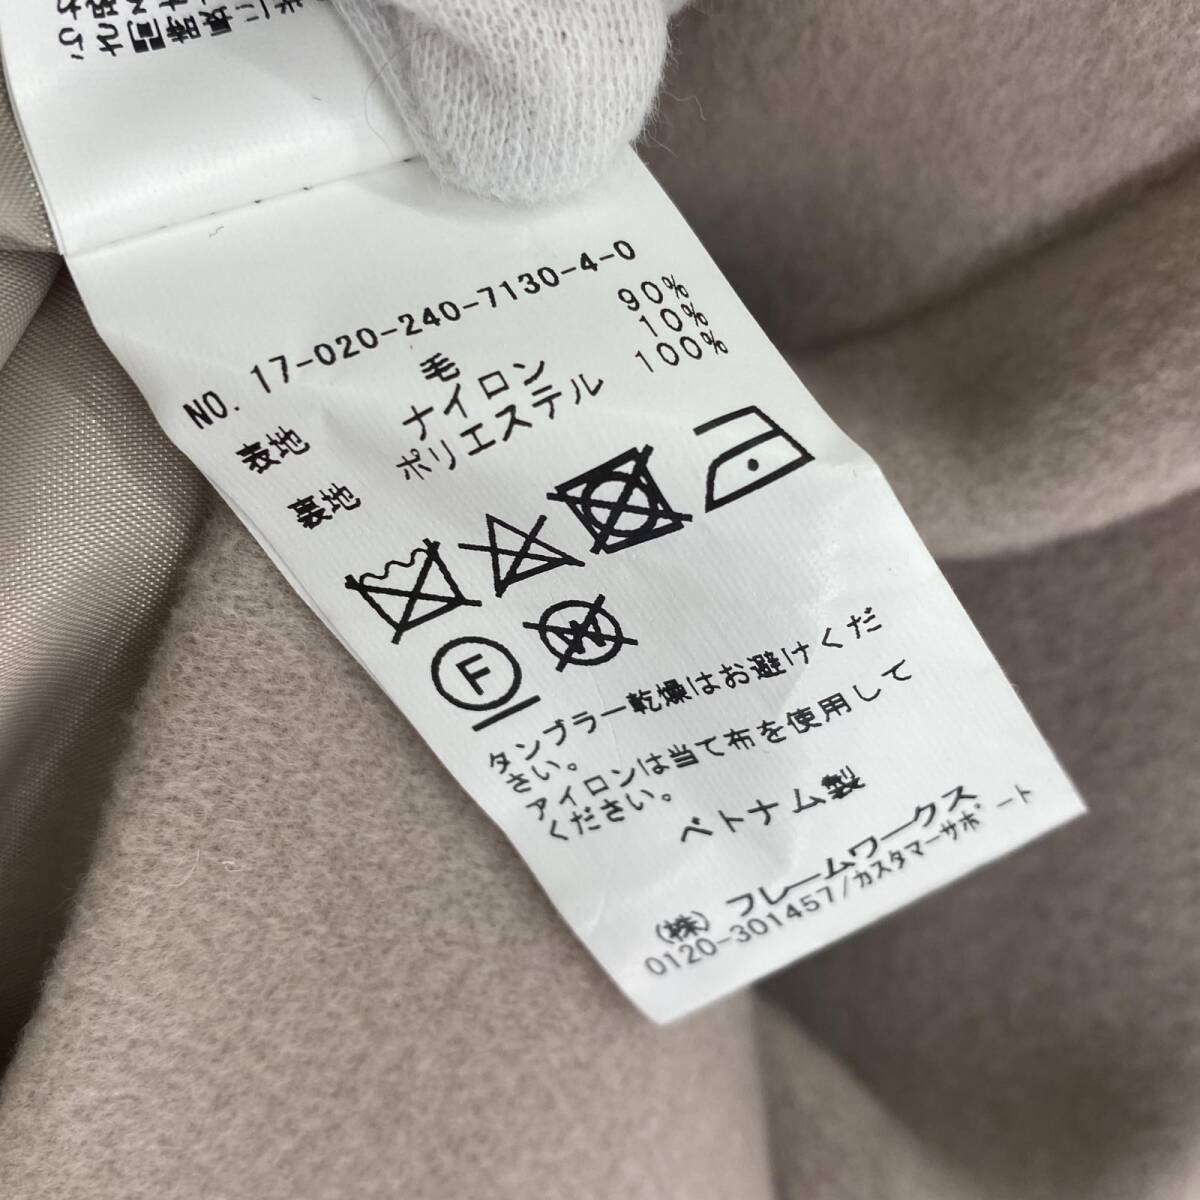 NO. 17-020-240-7130-4-0
表地 毛 90%
ナイロン 10%
裏地 ポリエステル 100%
F
W
タンブラー乾燥はお避けくだ
さい。
アイロンは当て布を使用して
ください。
ベトナム製
(株) フレームワークス
0120-301457/カスタマーサポート